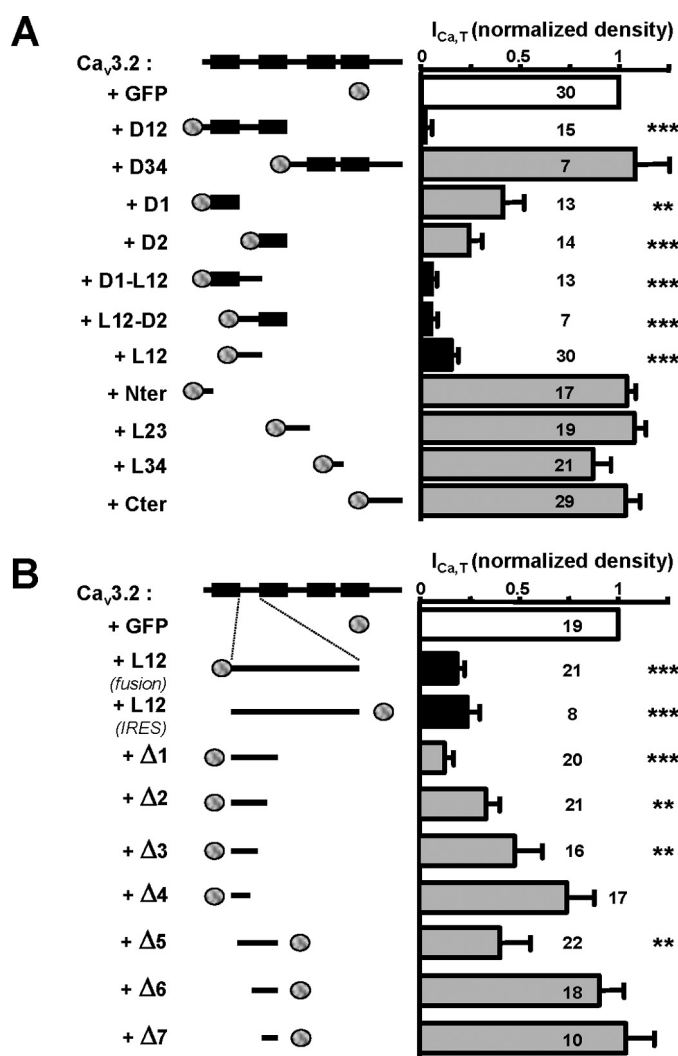 A
I Ca,T (normalized density)
Cav3.2 :
0 0.5 1
+ GFP 30
+ D12 15 ***
+ D34 7
+ D1 13 **
+ D2 14 ***
+ D1-L12 13 ***
+ L12-D2 7 ***
+ L12 30 ***
+ Nter 17
+ L23 19
+ L34 21
+ Cter 29
B
I Ca,T (normalized density)
Cav3.2 :
0 0.5 1
+ GFP 19
+ L12 21 ***
(fusion)
+ L12 8 ***
(IRES)
+ Δ1 20 ***
+ Δ2 21 **
+ Δ3 16 **
+ Δ4 17
+ Δ5 22 **
+ Δ6 18
+ Δ7 10